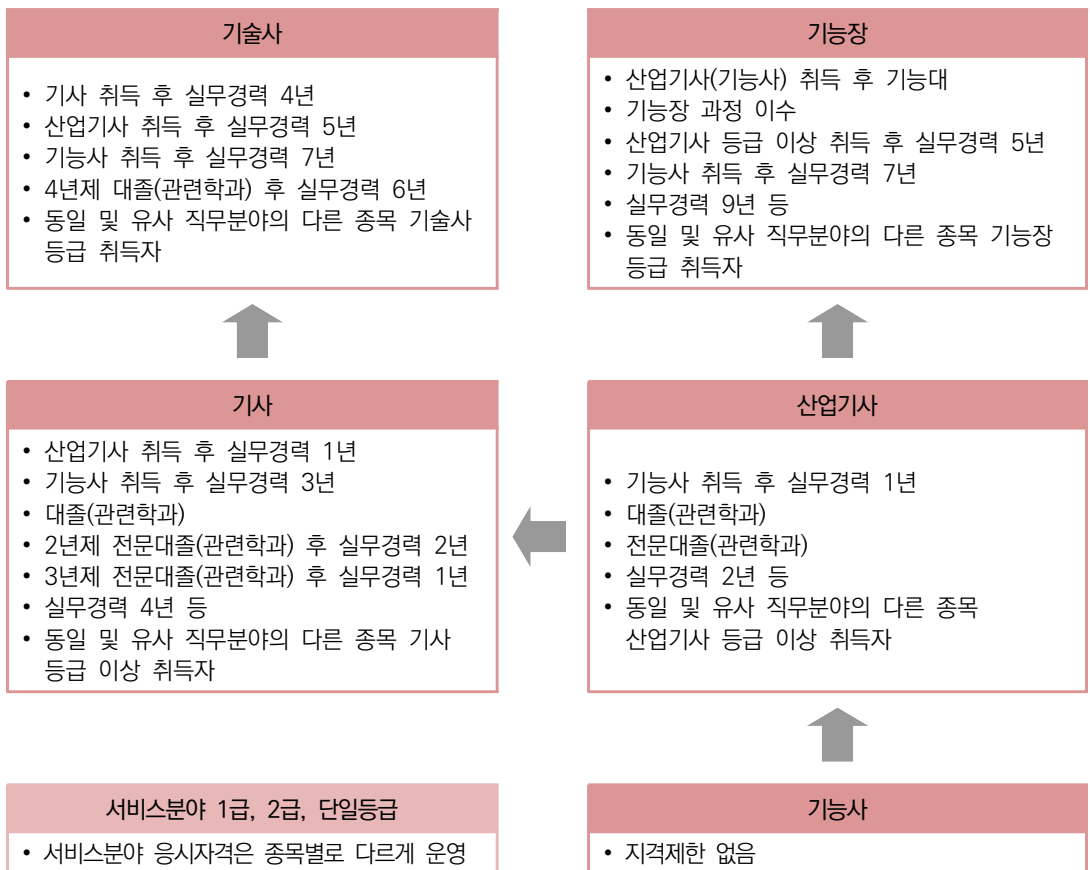 기술사
• 기사 취득 후 실무경력 4년
• 산업기사 취득 후 실무경력 5년
• 기능사 취득 후 실무경력 7년
• 4년제 대졸(관련학과) 후 실무경력 6년
• 동일 및 유사 직무분야의 다른 종목 기술사
등급 취득자
기능장
• 산업기사(기능사) 취득 후 기능대
• 기능장 과정 이수
• 산업기사 등급 이상 취득 후 실무경력 5년
• 기능사 취득 후 실무경력 7년
• 실무경력 9년 등
• 동일 및 유사 직무분야의 다른 종목 기능장
등급 취득자
기사
• 산업기사 취득 후 실무경력 1년
• 기능사 취득 후 실무경력 3년
• 대졸(관련학과)
• 2년제 전문대졸(관련학과) 후 실무경력 2년
• 3년제 전문대졸(관련학과) 후 실무경력 1년
• 실무경력 4년 등
• 동일 및 유사 직무분야의 다른 종목 기사
등급 이상 취득자
산업기사
• 기능사 취득 후 실무경력 1년
• 대졸(관련학과)
• 전문대졸(관련학과)
• 실무경력 2년 등
• 동일 및 유사 직무분야의 다른 종목
산업기사 등급 이상 취득자
서비스분야 1급, 2급, 단일등급
• 서비스분야 응시자격은 종목별로 다르게 운영
기능사
• 지격제한 없음